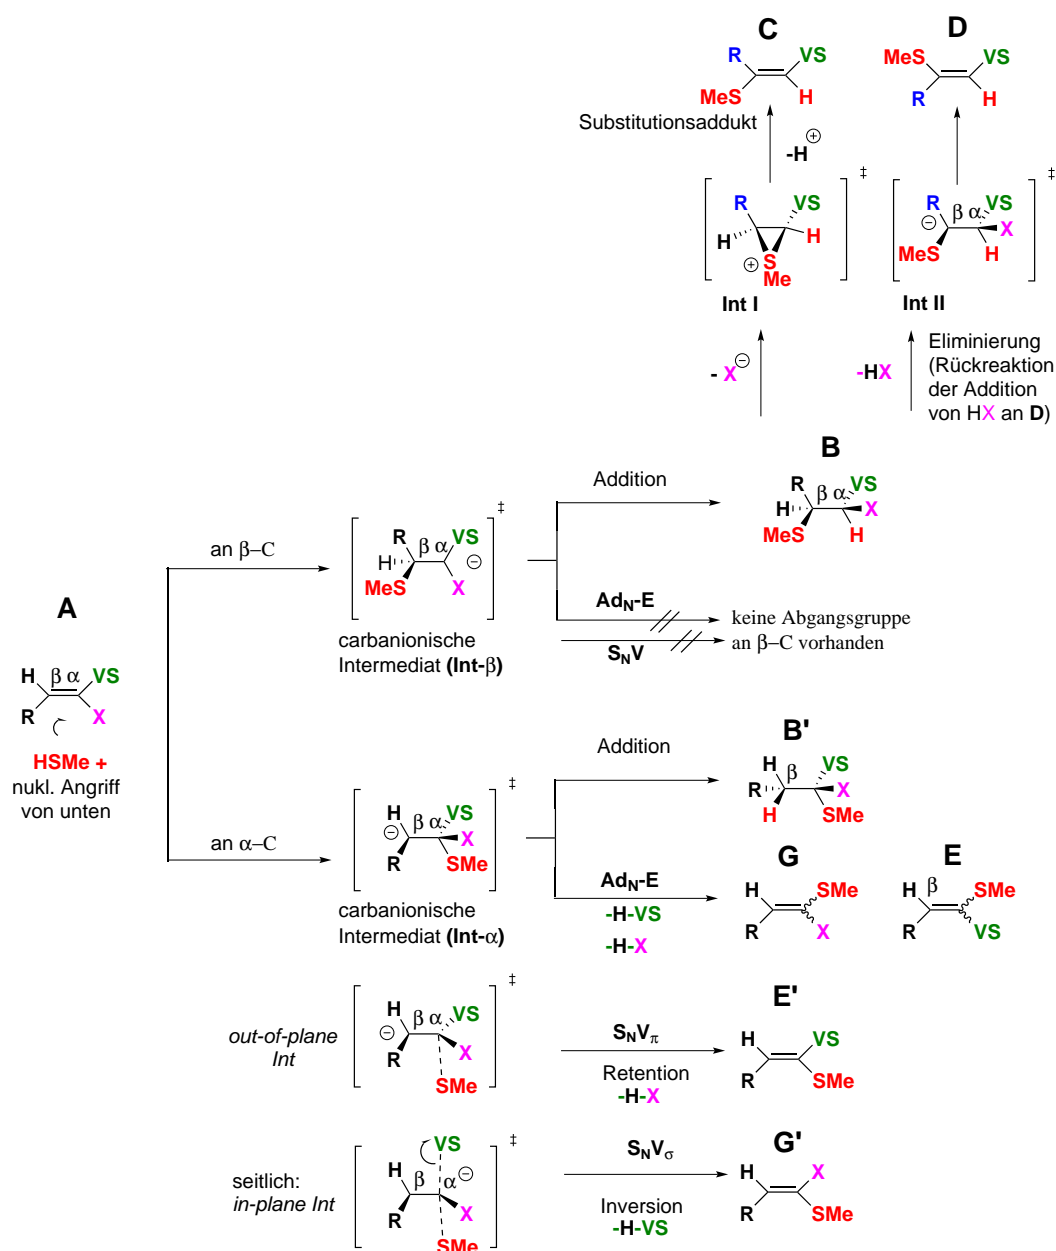 C
D
R
VS
MeS
H
MeS
VS
R
H
Substitutionsaddukt
-H⊕
‡
R
VS
H
H
⊕
S
Me
Int I
‡
R
β α
VS
⊖
X
MeS
H
Int II
- X⊖
-HX
Eliminierung
(Rückreaktion
der Addition
von HX an D)
B
Addition
R
β α
VS
H
X
MeS
H
an β–C
‡
R
VS
β α
H
⊖
MeS
X
carbanionische
Intermediat (Int-β)
AdN-E
SNV
keine Abgangsgruppe
an β–C vorhanden
A
H
β α
VS
R
X
HSMe +
nukl. Angriff
von unten
an α–C
‡
H
VS
β α
⊖
X
R
SMe
carbanionische
Intermediat (Int-α)
Addition
B'
H
β
VS
R
X
H
SMe
AdN-E
-H-VS
-H-X
G
H
SMe
R
X
E
H
β
SMe
R
VS
out-of-plane
Int
‡
H
VS
β α
⊖
X
R
SMe
SNVπ
Retention
-H-X
E'
H
VS
R
SMe
seitlich:
in-plane Int
‡
VS
H
β
α⊖
R
X
SMe
SNVσ
Inversion
-H-VS
G'
H
X
R
SMe